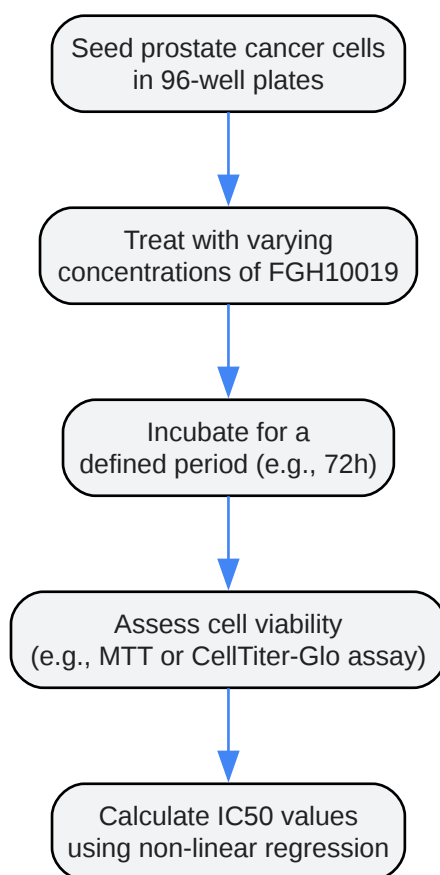 Seed prostate cancer cells
in 96-well plates
Treat with varying
concentrations of FGH10019
Incubate for a
defined period (e.g., 72h)
Assess cell viability
(e.g., MTT or CellTiter-Glo assay)
Calculate IC50 values
using non-linear regression